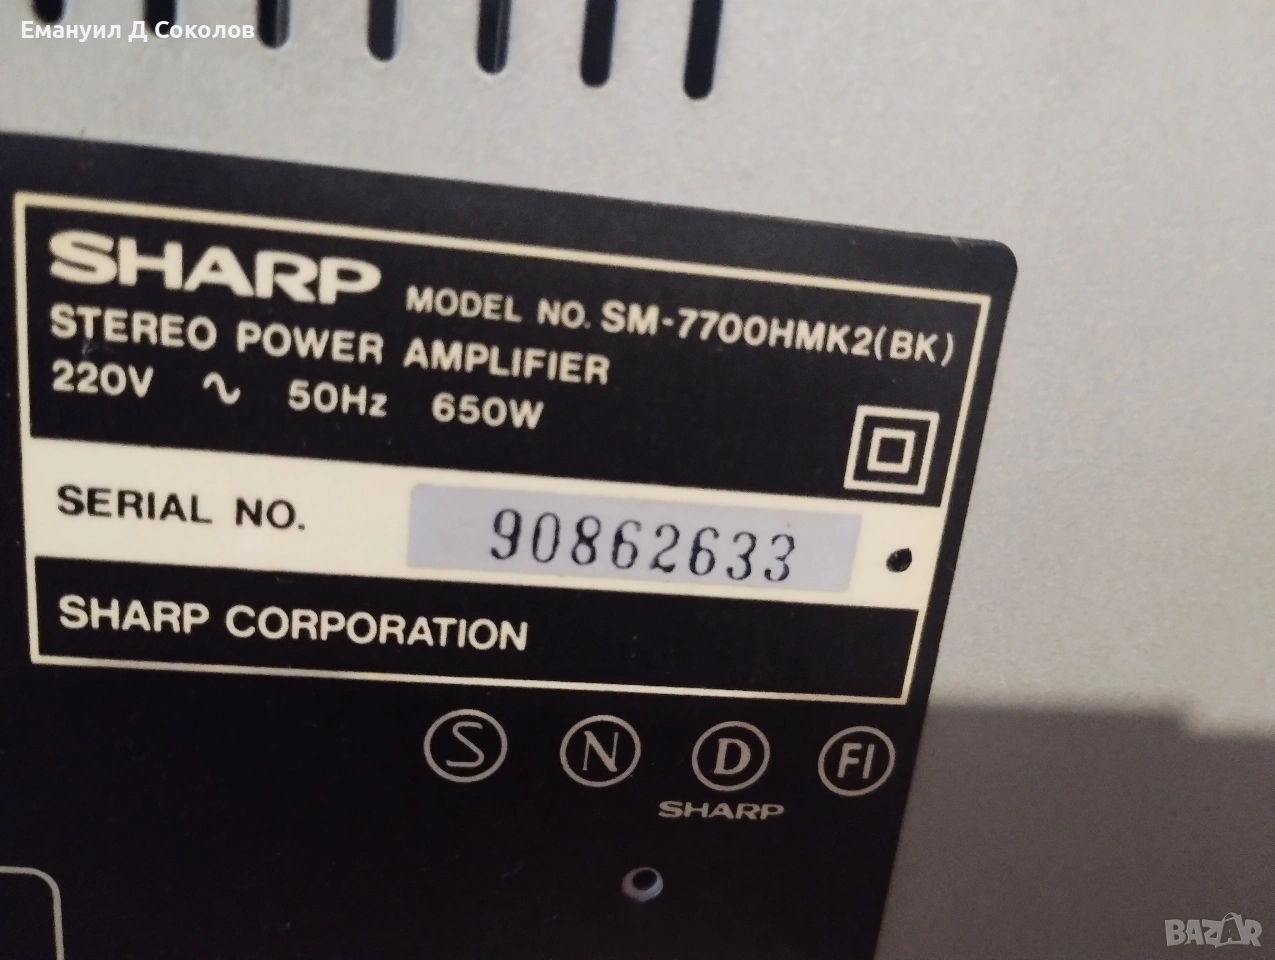 Емануил Д Соколов
SHARP MODEL NO. SM-7700HMK2(BK)
STEREO POWER AMPLIFIER
220V ∿ 50Hz 650W
SERIAL NO. 90862633
SHARP CORPORATION
S N D FI
SHARP
BAZAR